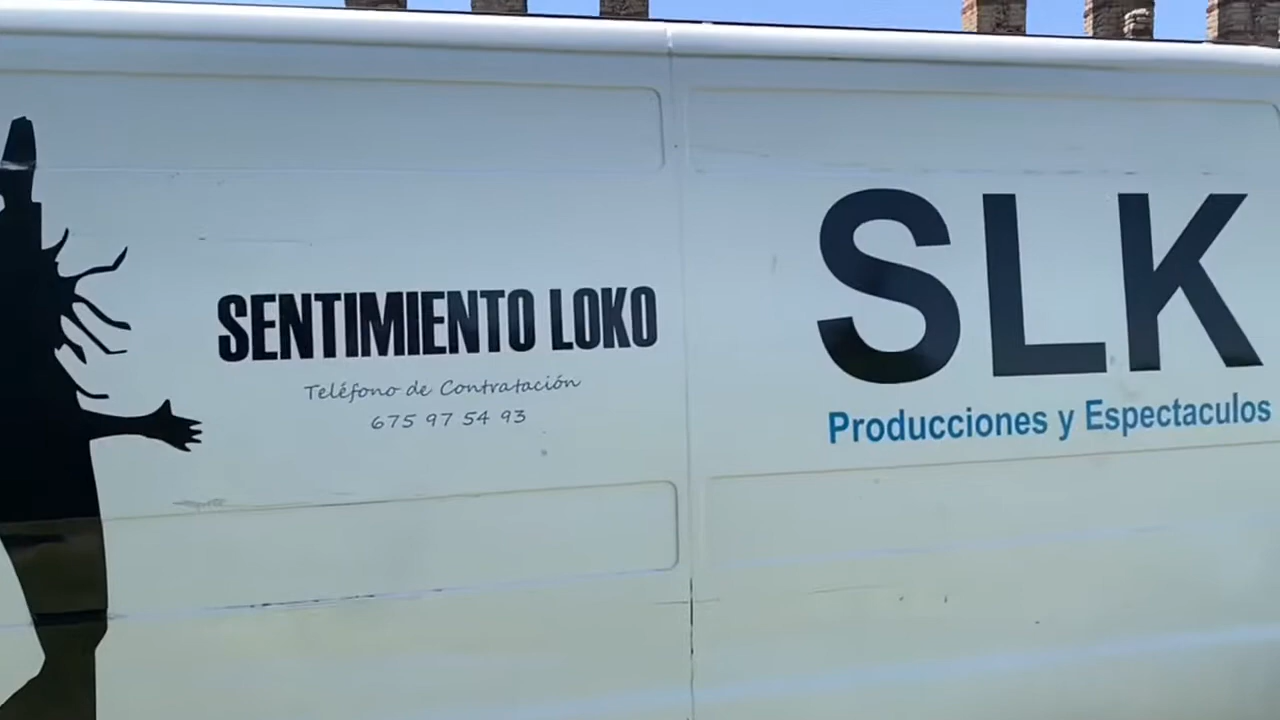 SENTIMIENTO LOKO
Teléfono de Contratación
675 97 54 93
SLK
Producciones y Espectaculos